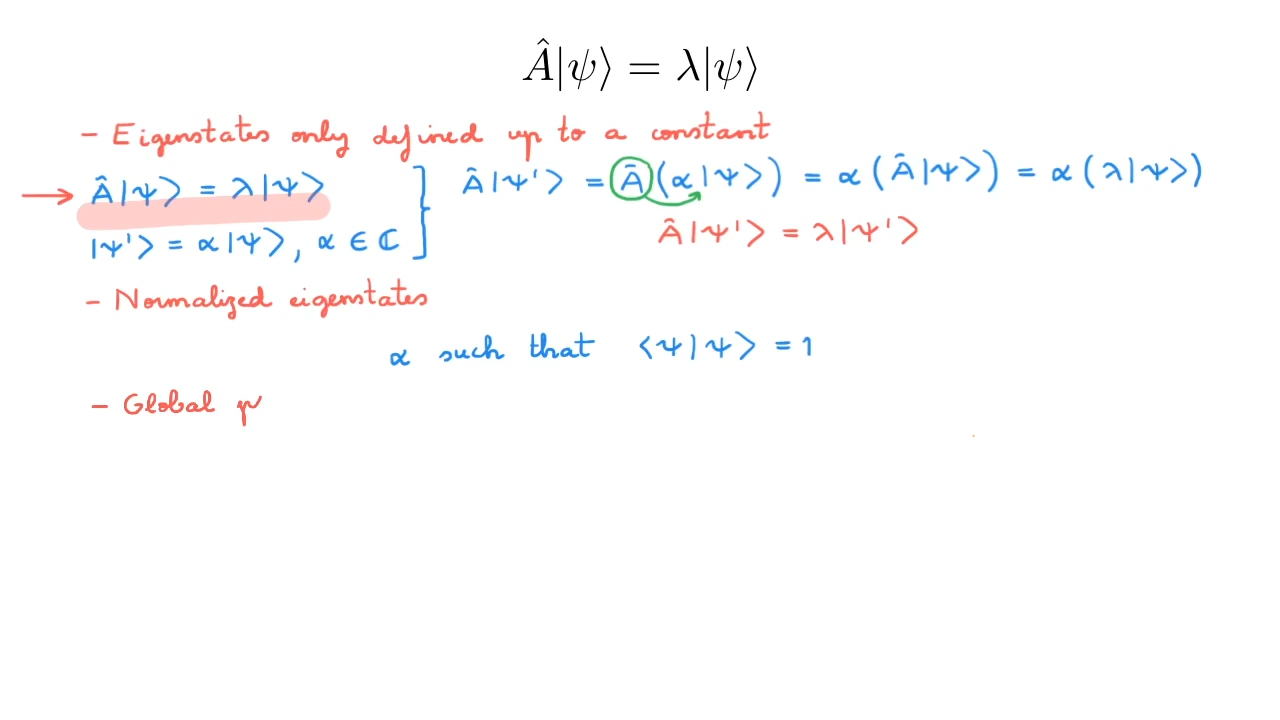 Â|ψ⟩ = λ|ψ⟩
- Eigenstates only defined up to a constant
Â|ψ⟩ = λ|ψ⟩
|ψ'⟩ = α|ψ⟩, α ∈ ℂ
Â|ψ'⟩ = Â(α|ψ⟩) = α(Â|ψ⟩) = α(λ|ψ⟩)
Â|ψ'⟩ = λ|ψ'⟩
- Normalized eigenstates
α such that ⟨ψ|ψ⟩ = 1
- Global